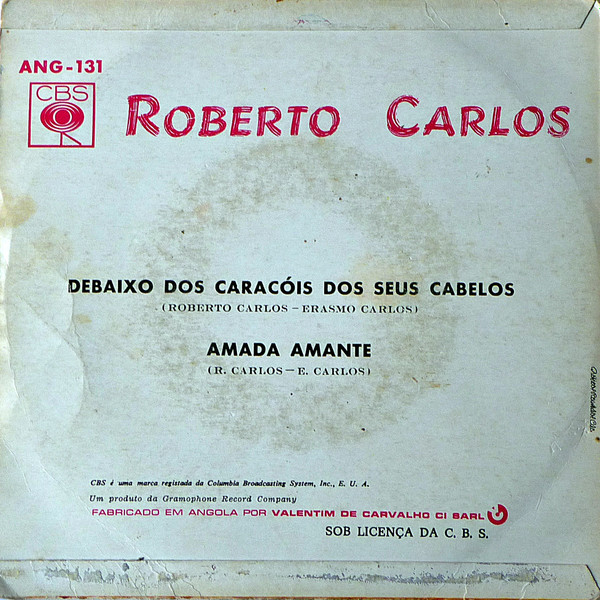 ANG-131
CBS
ROBERTO CARLOS
DEBAIXO DOS CARACÓIS DOS SEUS CABELOS
(ROBERTO CARLOS - ERASMO CARLOS)
AMADA AMANTE
(R. CARLOS - E. CARLOS)
CBS é uma marca registada da Columbia Broadcasting System, Inc., E. U. A.
Um produto da Gramophone Record Company
FABRICADO EM ANGOLA POR VALENTIM DE CARVALHO CI SARL
SOB LICENÇA DA C. B. S.